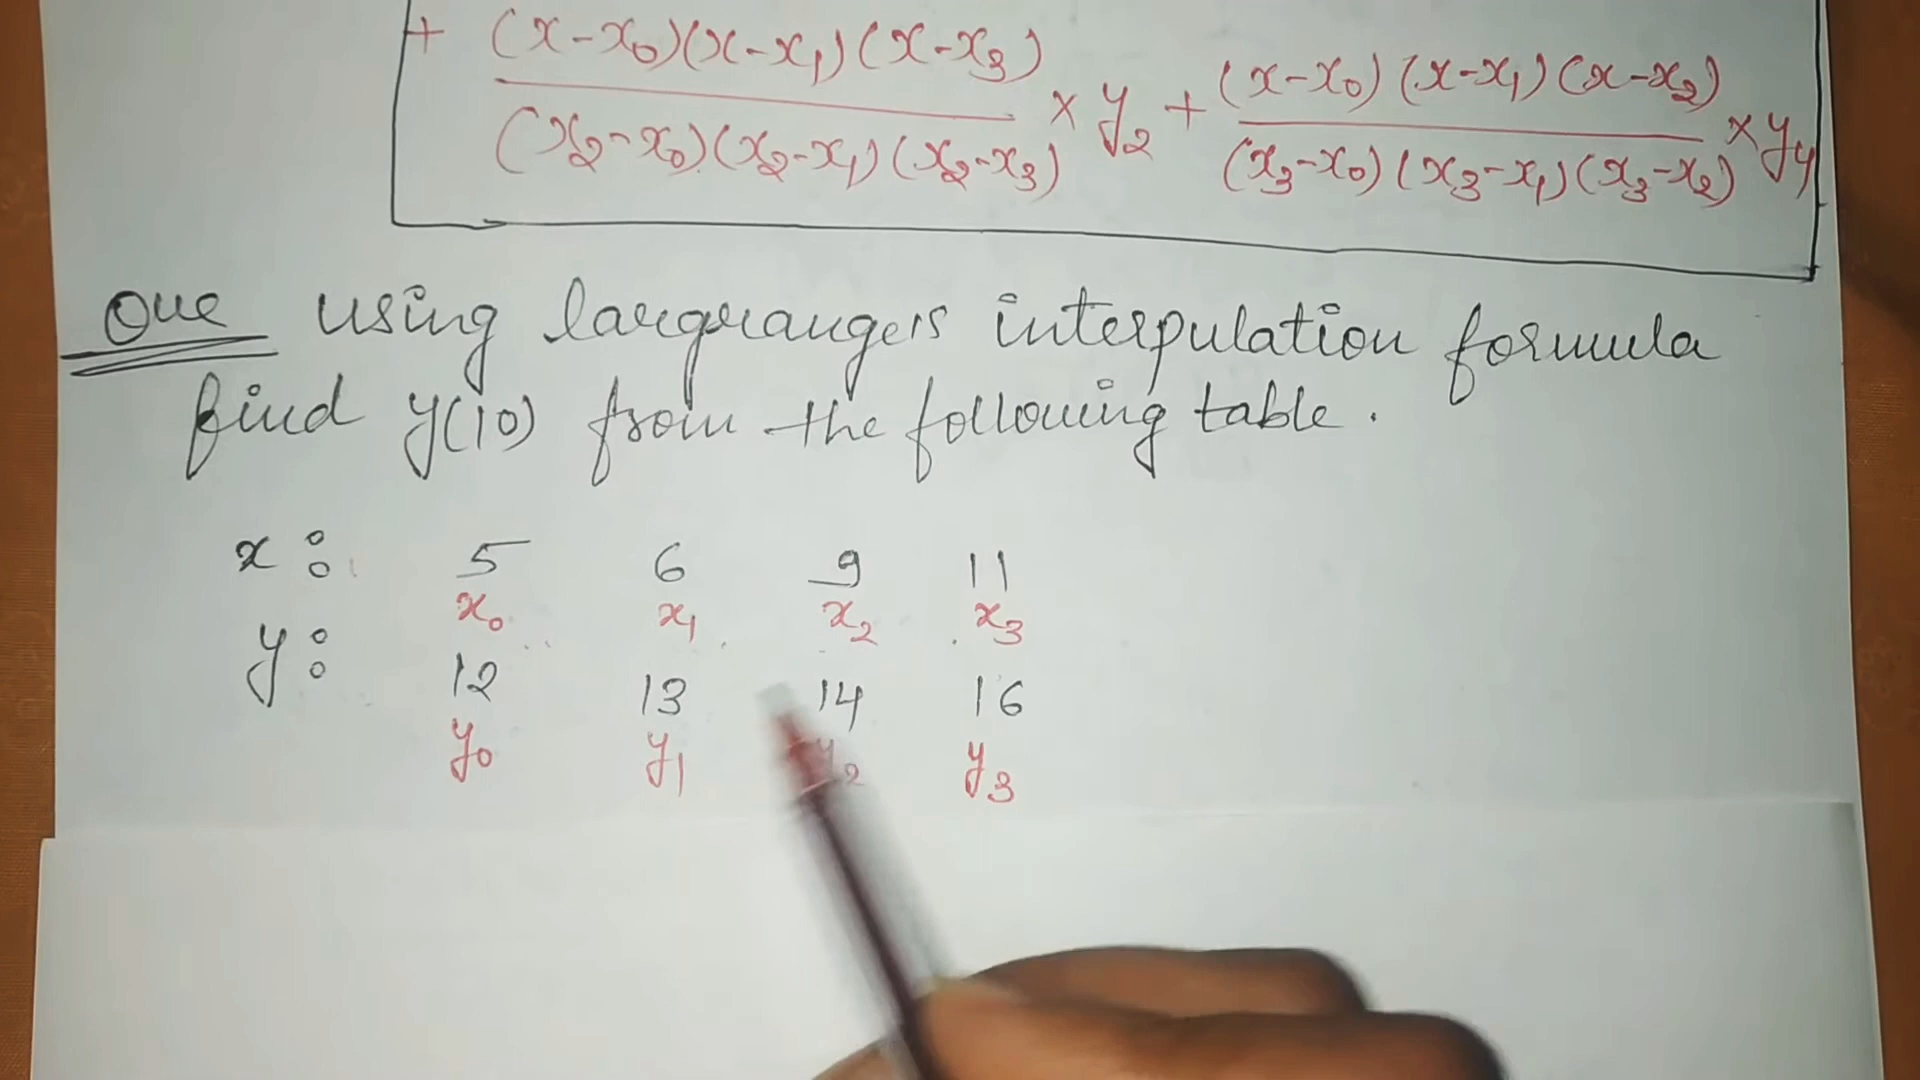 + (x-x₀)(x-x₁)(x-x₃)
(x₂-x₀)(x₂-x₁)(x₂-x₃) × y₂ + (x-x₀)(x-x₁)(x-x₂)
(x₃-x₀)(x₃-x₁)(x₃-x₂) × y₄
Que using largrangers interpulation formula
find y(10) from the following table.
x: 5 6 9 11
x₀ x₁ x₂ x₃
y: 12 13 14 16
y₀ y₁ y₂ y₃